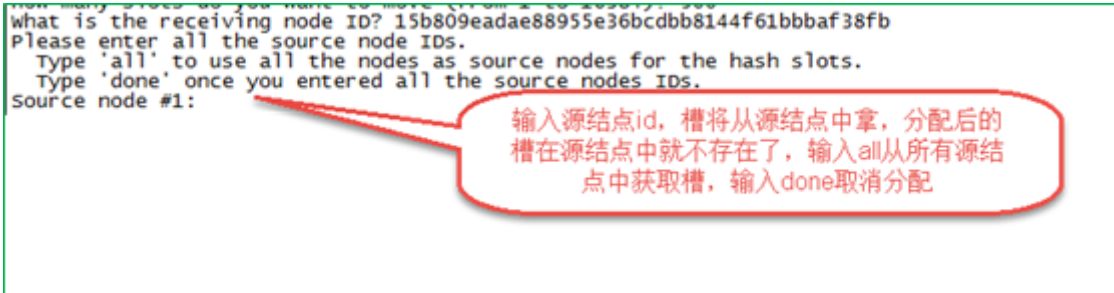 What is the receiving node ID? 15b809eadae88955e36bcdbb8144f61bbbaf38fb
Please enter all the source node IDs.
  Type 'all' to use all the nodes as source nodes for the hash slots.
  Type 'done' once you entered all the source nodes IDs.
Source node #1:
输入源结点id，槽将从源结点中拿，分配后的
槽在源结点中就不存在了，输入all从所有源结
点中获取槽，输入done取消分配